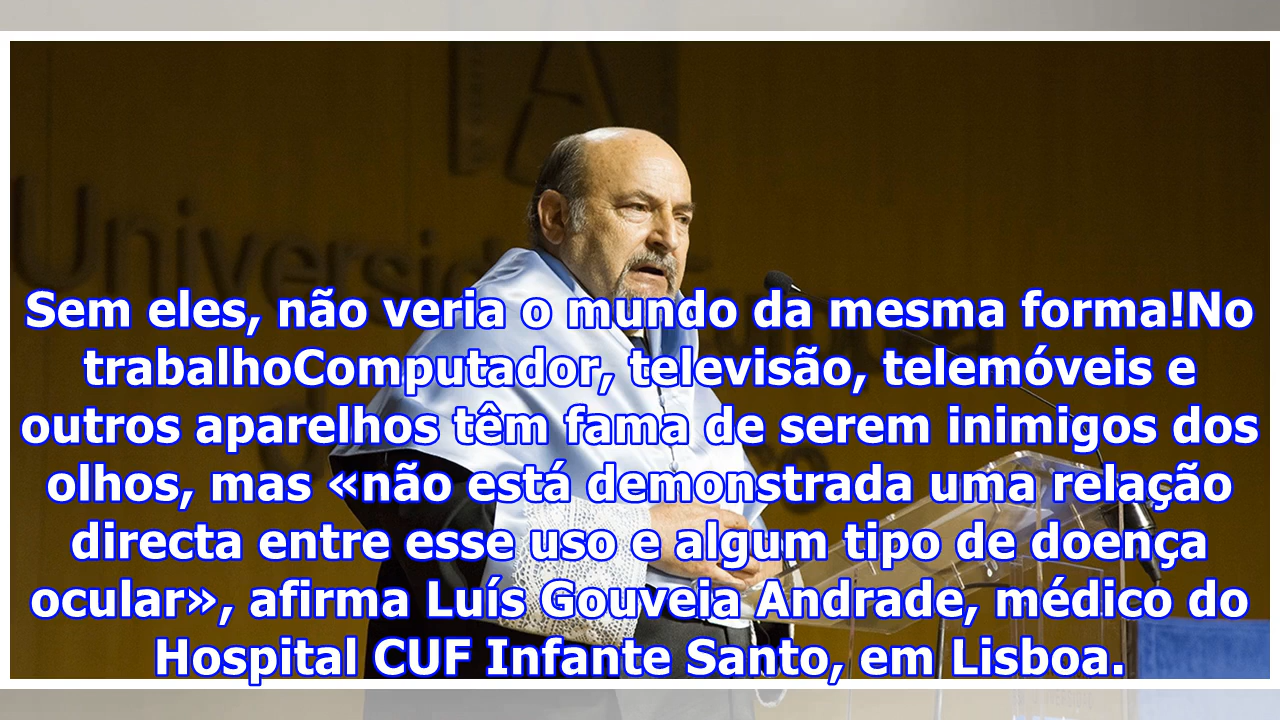 Universidad
Sem eles, não veria o mundo da mesma forma!No
trabalhoComputador, televisão, telemóveis e
outros aparelhos têm fama de serem inimigos dos
olhos, mas «não está demonstrada uma relação
directa entre esse uso e algum tipo de doença
ocular», afirma Luís Gouveia Andrade, médico do
Hospital CUF Infante Santo, em Lisboa.